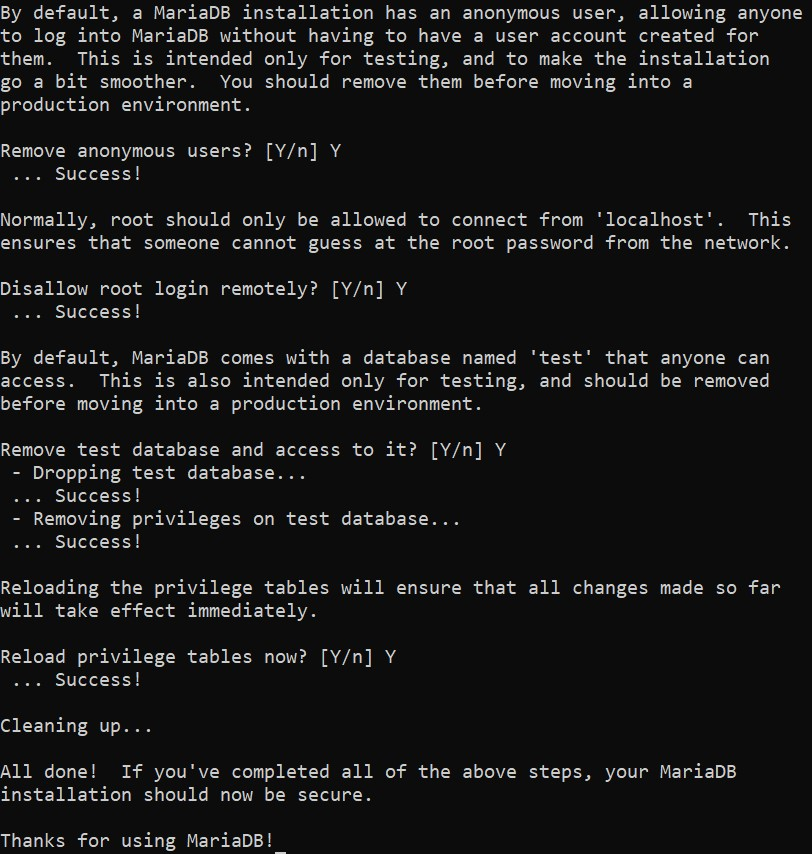 By default, a MariaDB installation has an anonymous user, allowing anyone
to log into MariaDB without having to have a user account created for
them.  This is intended only for testing, and to make the installation
go a bit smoother.  You should remove them before moving into a
production environment.

Remove anonymous users? [Y/n] Y
 ... Success!

Normally, root should only be allowed to connect from 'localhost'.  This
ensures that someone cannot guess at the root password from the network.

Disallow root login remotely? [Y/n] Y
 ... Success!

By default, MariaDB comes with a database named 'test' that anyone can
access.  This is also intended only for testing, and should be removed
before moving into a production environment.

Remove test database and access to it? [Y/n] Y
 - Dropping test database...
 ... Success!
 - Removing privileges on test database...
 ... Success!

Reloading the privilege tables will ensure that all changes made so far
will take effect immediately.

Reload privilege tables now? [Y/n] Y
 ... Success!

Cleaning up...

All done!  If you've completed all of the above steps, your MariaDB
installation should now be secure.

Thanks for using MariaDB!